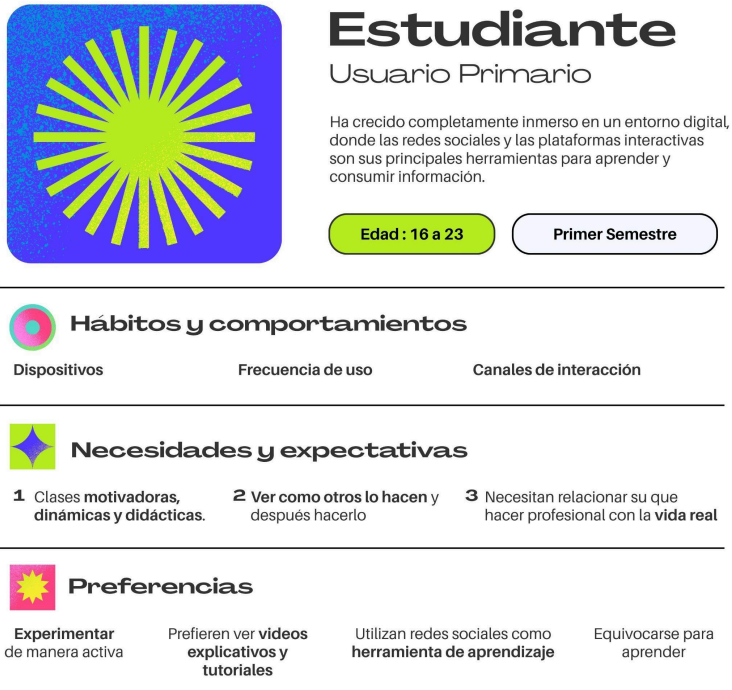 Estudiante
Usuario Primario
Ha crecido completamente inmerso en un entorno digital,
donde las redes sociales y las plataformas interactivas
son sus principales herramientas para aprender y
consumir información.
Edad : 16 a 23
Primer Semestre
Hábitos y comportamientos
Dispositivos
Frecuencia de uso
Canales de interacción
Necesidades y expectativas
1 Clases motivadoras,
dinámicas y didácticas.
2 Ver como otros lo hacen y
después hacerlo
3 Necesitan relacionar su que
hacer profesional con la vida real
Preferencias
Experimentar
de manera activa
Prefieren ver videos
explicativos y
tutoriales
Utilizan redes sociales como
herramienta de aprendizaje
Equivocarse para
aprender